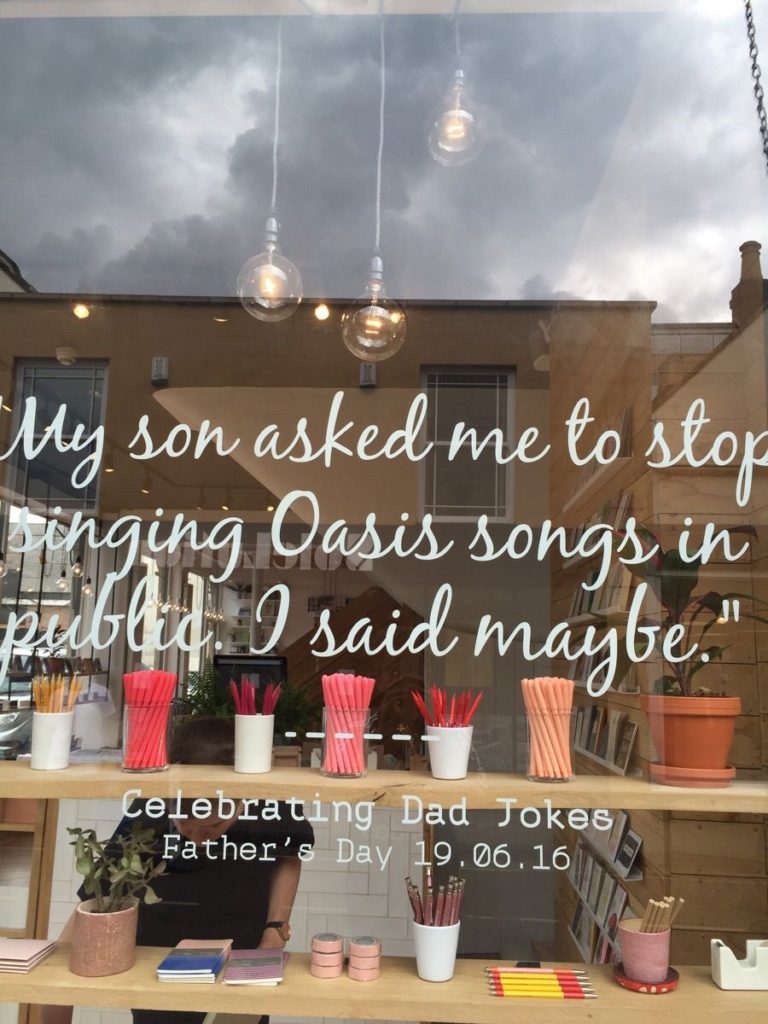 "My son asked me to stop
singing Oasis songs in
public. I said maybe."
------
Celebrating Dad Jokes
Father's Day 19.06.16